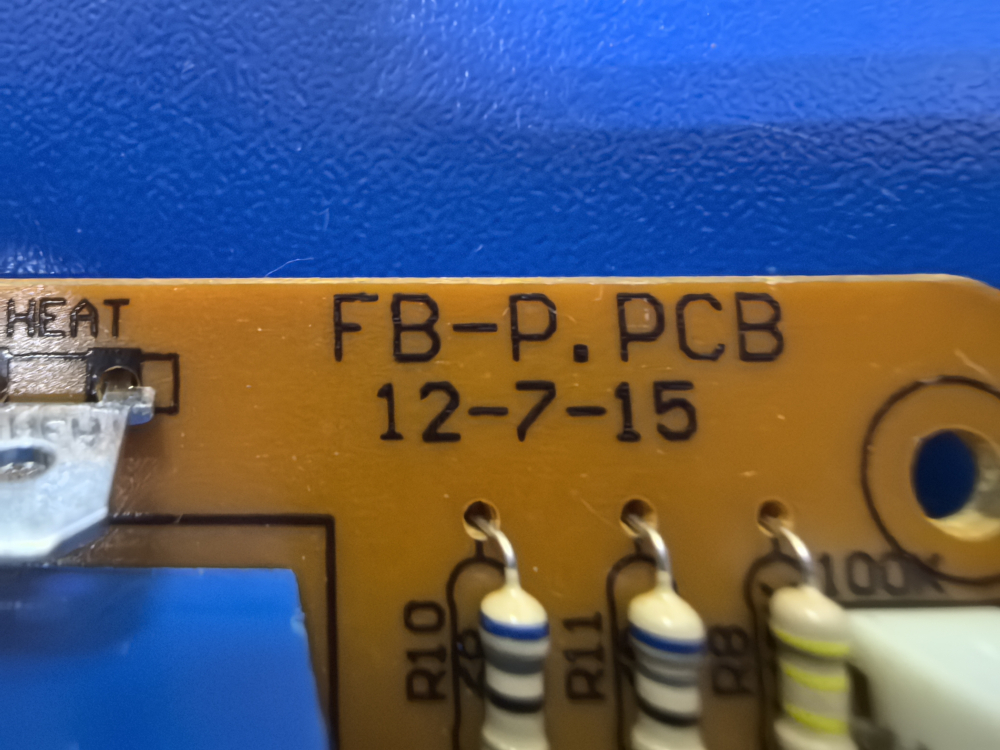 HEAT
FB-P.PCB
12-7-15
100K
R10
R11
R8